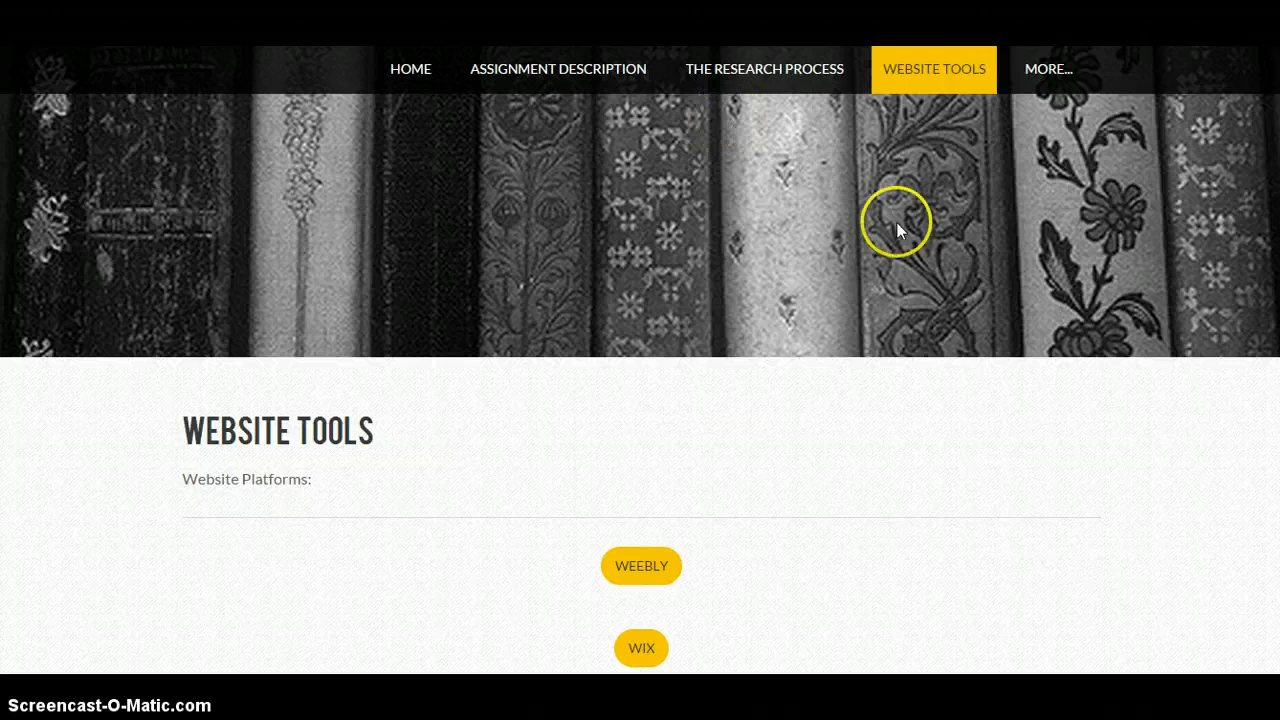 HOME ASSIGNMENT DESCRIPTION THE RESEARCH PROCESS WEBSITE TOOLS MORE...
WEBSITE TOOLS
Website Platforms:
WEEBLY
WIX
Screencast-O-Matic.com